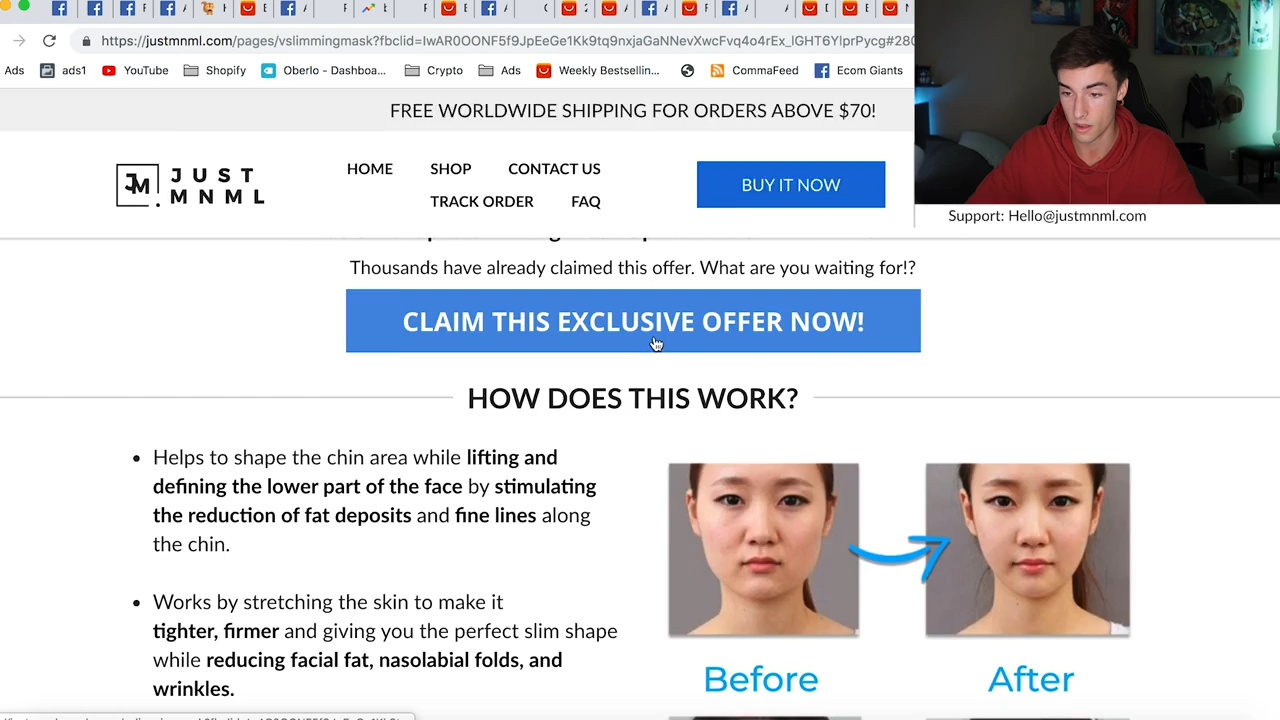 https://justmnml.com/pages/vslimmingmask?fbclid=IwAR0OONF5f9JpEeGe1Kk9tq9nxjaGaNNevXwcFvq4o4rEx_lGHT6YlprPycg#280
Ads ads1 YouTube Shopify Oberlo - Dashboa... Crypto Ads Weekly Bestsellin... CommaFeed Ecom Giants
FREE WORLDWIDE SHIPPING FOR ORDERS ABOVE $70!
JM. JUST MNML
HOME SHOP CONTACT US
TRACK ORDER FAQ
BUY IT NOW
Support: Hello@justmnml.com
Thousands have already claimed this offer. What are you waiting for!?
CLAIM THIS EXCLUSIVE OFFER NOW!
HOW DOES THIS WORK?
• Helps to shape the chin area while lifting and
defining the lower part of the face by stimulating
the reduction of fat deposits and fine lines along
the chin.
• Works by stretching the skin to make it
tighter, firmer and giving you the perfect slim shape
while reducing facial fat, nasolabial folds, and
wrinkles.
Before After